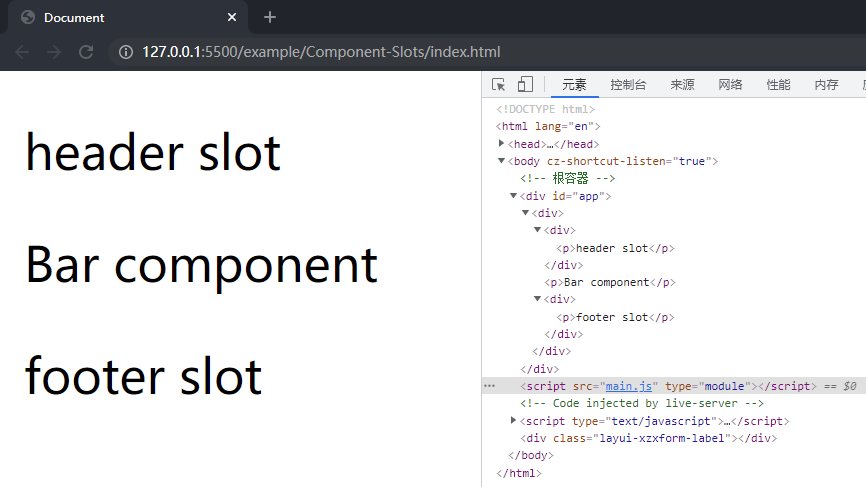 Document
127.0.0.1:5500/example/Component-Slots/index.html
元素 控制台 来源 网络 性能 内存
header slot
Bar component
footer slot
<!DOCTYPE html>
<html lang="en">
<head>…</head>
<body cz-shortcut-listen="true">
<!-- 根容器 -->
<div id="app">
<div>
<div>
<p>header slot</p>
</div>
<p>Bar component</p>
<div>
<p>footer slot</p>
</div>
</div>
</div>
<script src="main.js" type="module"></script> == $0
<!-- Code injected by live-server -->
<script type="text/javascript">…</script>
<div class="layui-xzxform-label"></div>
</body>
</html>